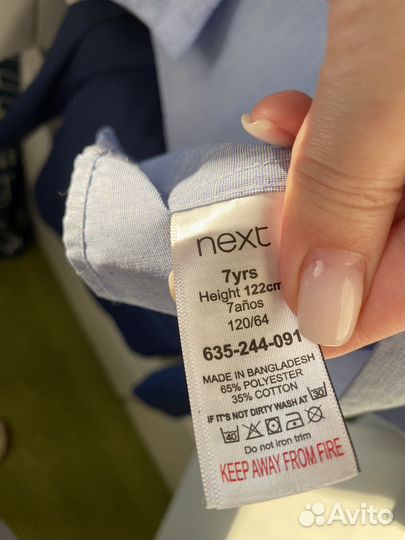 next
7yrs
Height 122cm
7años
120/64
635-244-091
MADE IN BANGLADESH
65% POLYESTER
35% COTTON
IF IT'S NOT DIRTY WASH AT 30
40
Do not iron trim
KEEP AWAY FROM FIRE
Avito